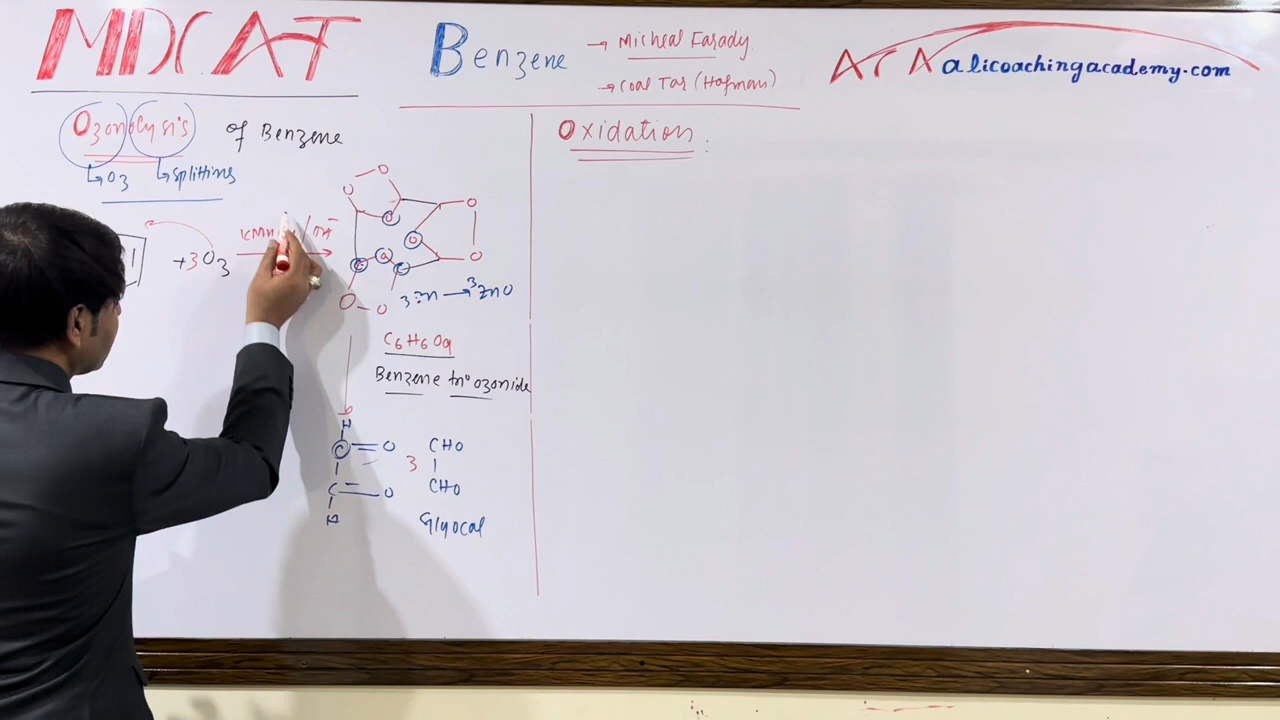 MDCAT
Benzene
→ Micheal Farady
→ Coal Tar (Hofman)
ACA alicoachingacademy.com
Ozonolysis of Benzene
↳ O3 ↳ splitting
Oxidation :
+3O3
O
O
O
O
O
O
O
O
O
3Zn → 3ZnO
C6H6O9
Benzene tri ozonide
H
C = O
C = O
H
3 CHO
CHO
Glyocal